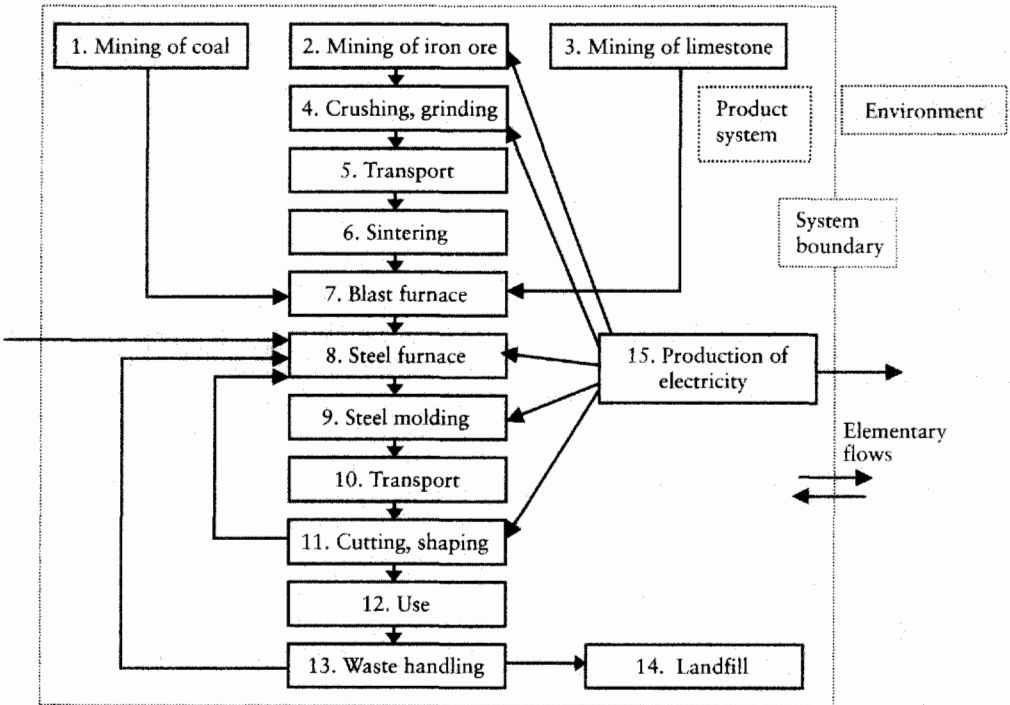 1. Mining of coal
2. Mining of iron ore
3. Mining of limestone
4. Crushing, grinding
Product
system
Environment
5. Transport
6. Sintering
System
boundary
7. Blast furnace
8. Steel furnace
15. Production of
electricity
9. Steel molding
Elementary
flows
10. Transport
11. Cutting, shaping
12. Use
13. Waste handling
14. Landfill